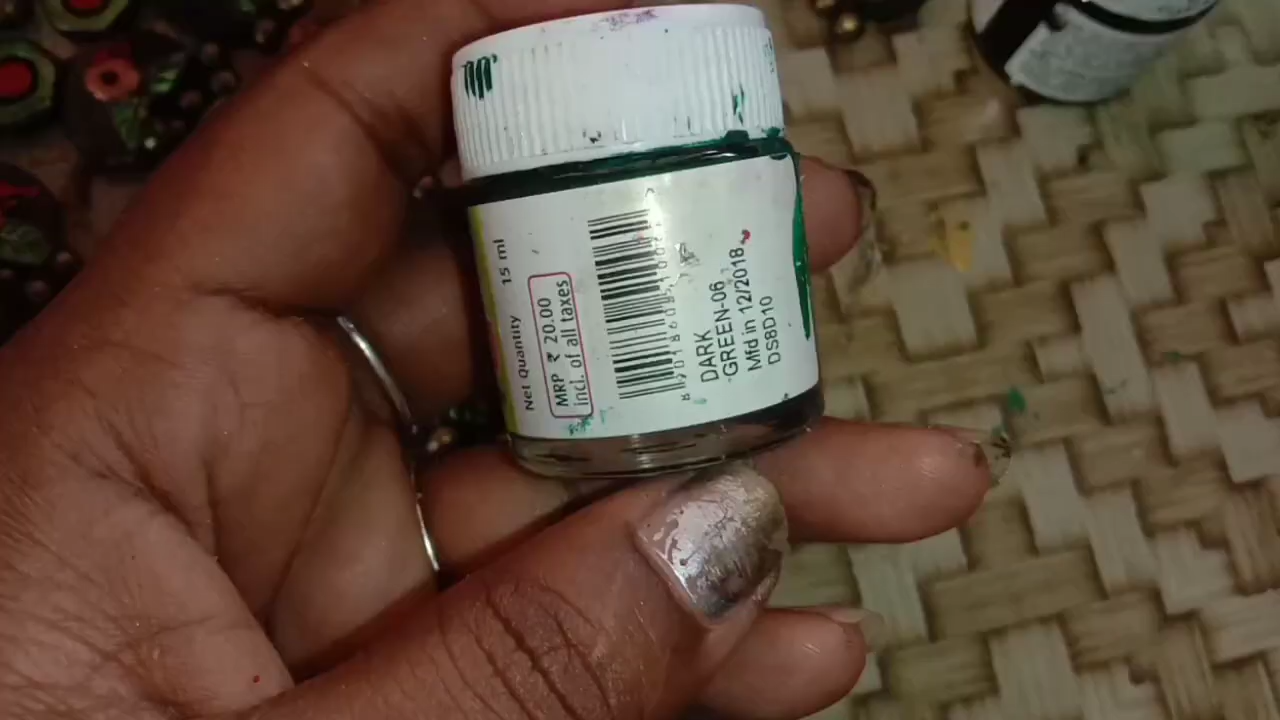 Net Quantity 15 ml
MRP ₹ 20.00
incl. of all taxes
DARK
GREEN-06
Mfd in 12/2018
DS8D10